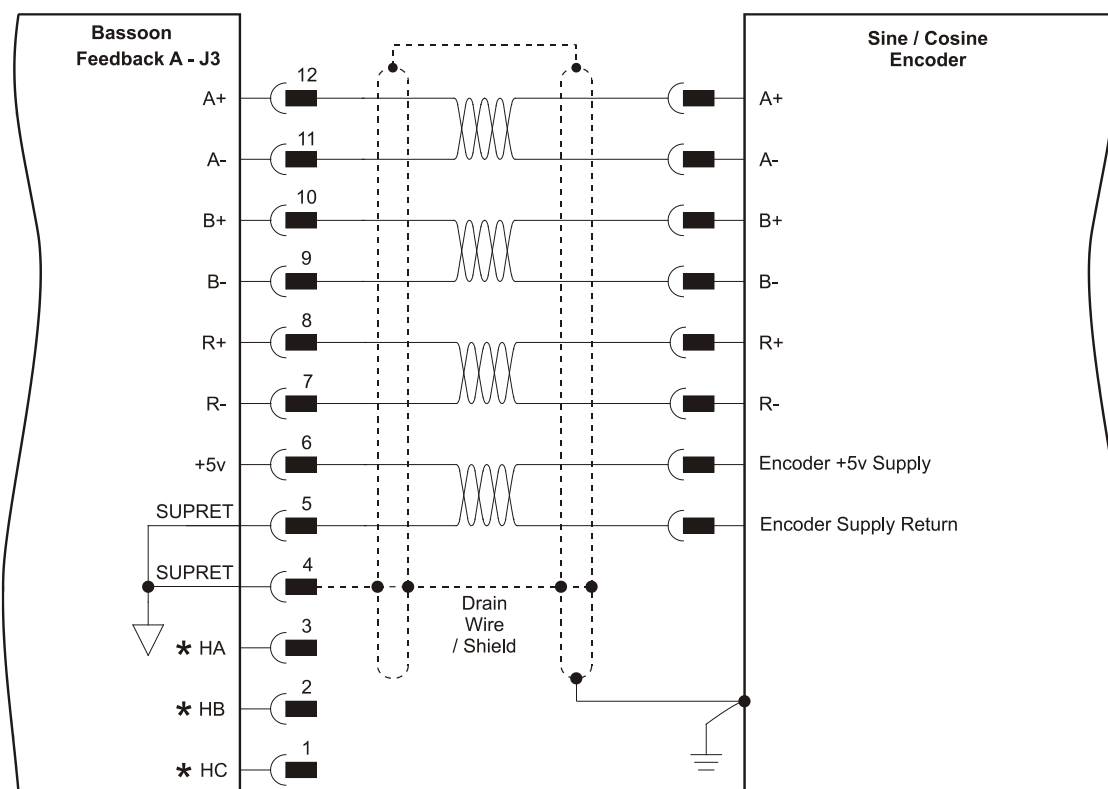 Bassoon
Feedback A - J3
Sine / Cosine
Encoder
A+ 12 A+
A- 11 A-
B+ 10 B+
B- 9 B-
R+ 8 R+
R- 7 R-
+5v 6 Encoder +5v Supply
SUPRET 5 Encoder Supply Return
SUPRET 4
Drain
Wire
/ Shield
* HA 3
* HB 2
* HC 1